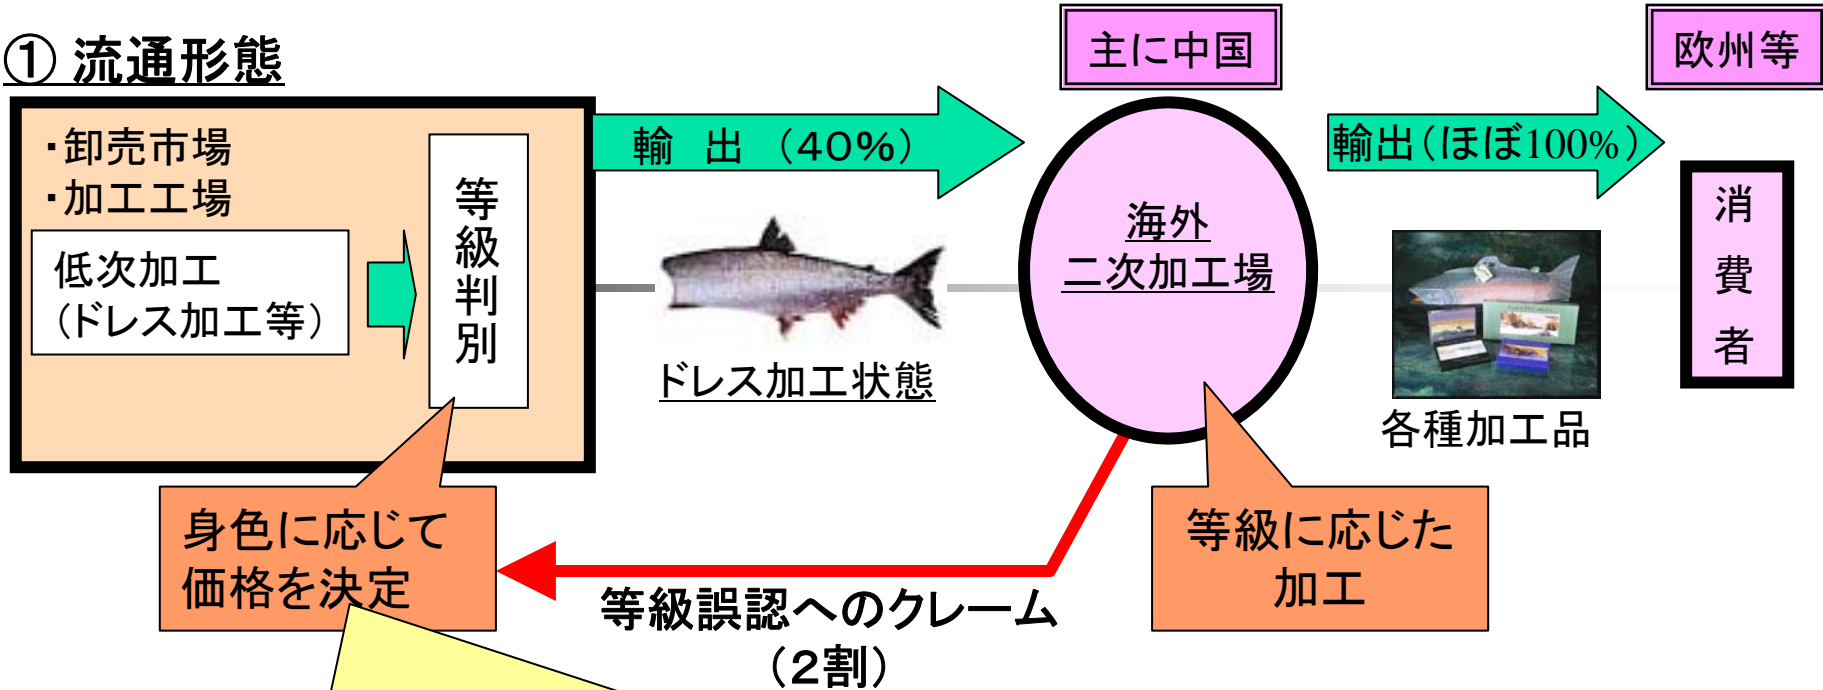 ① 流通形態
主に中国
欧州等
・卸売市場
・加工工場
低次加工
(ドレス加工等)
等級判別
輸 出 (40%)
ドレス加工状態
海外
二次加工場
輸出(ほぼ100%)
各種加工品
消費者
身色に応じて
価格を決定
等級誤認へのクレーム
(2割)
等級に応じた
加工